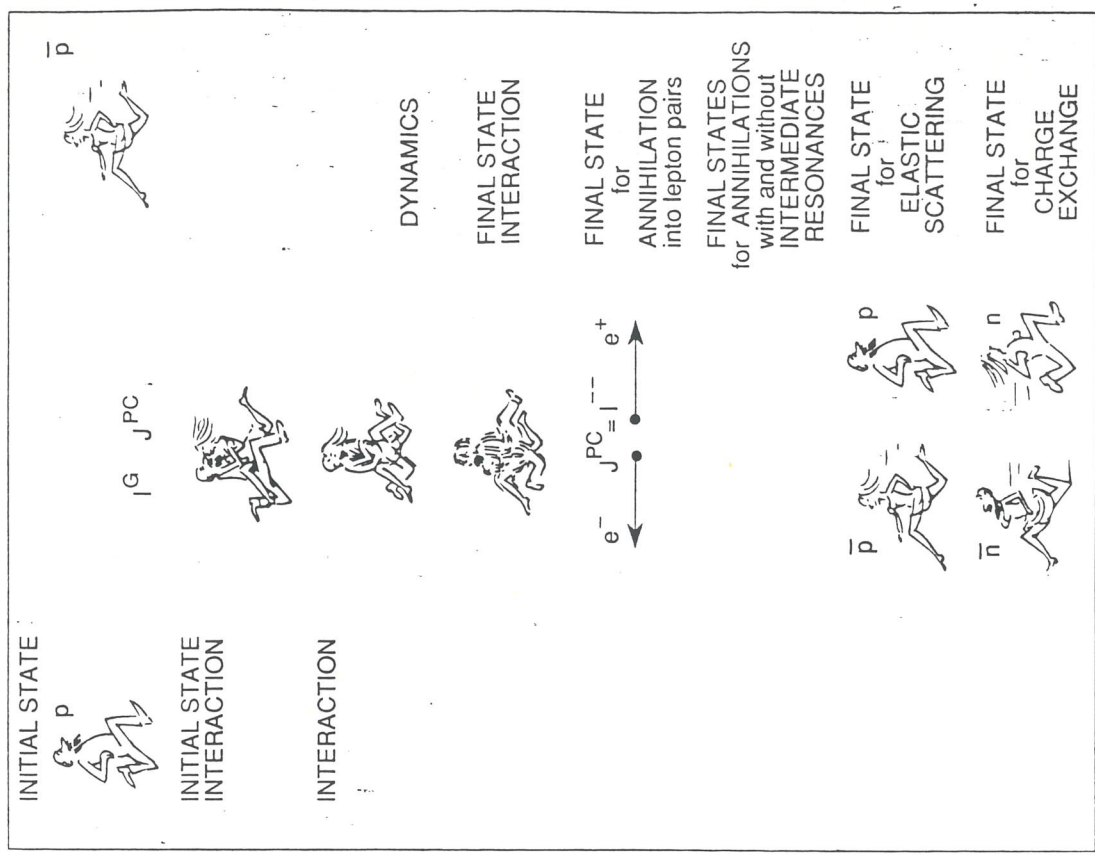 INITIAL STATE
p
p̅
I^G J^PC
INITIAL STATE
INTERACTION
INTERACTION
DYNAMICS
FINAL STATE
INTERACTION
e⁻ J^PC = I⁻⁻ e⁺
FINAL STATE
for
ANNIHILATION
into lepton pairs
FINAL STATES
for ANNIHILATIONS
with and without
INTERMEDIATE
RESONANCES
p̅ p
FINAL STATE
for
ELASTIC
SCATTERING
n̅ n
FINAL STATE
for
CHARGE
EXCHANGE